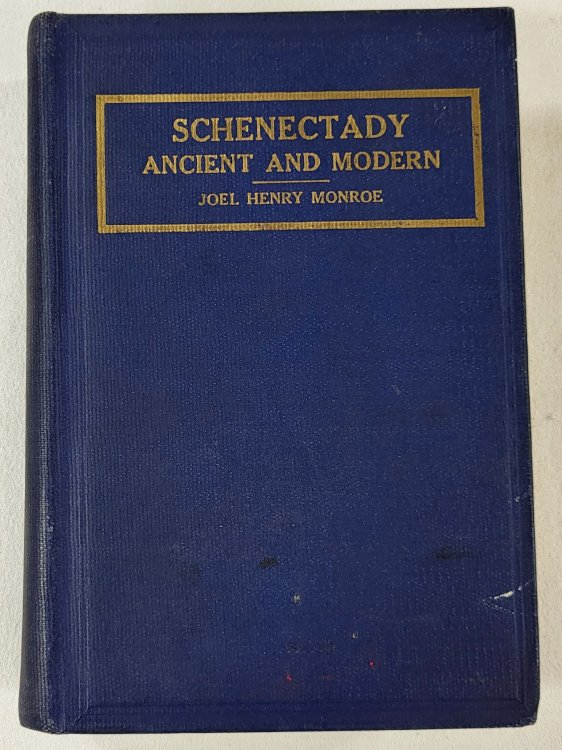 SCHENECTADY
ANCIENT AND MODERN
JOEL HENRY MONROE